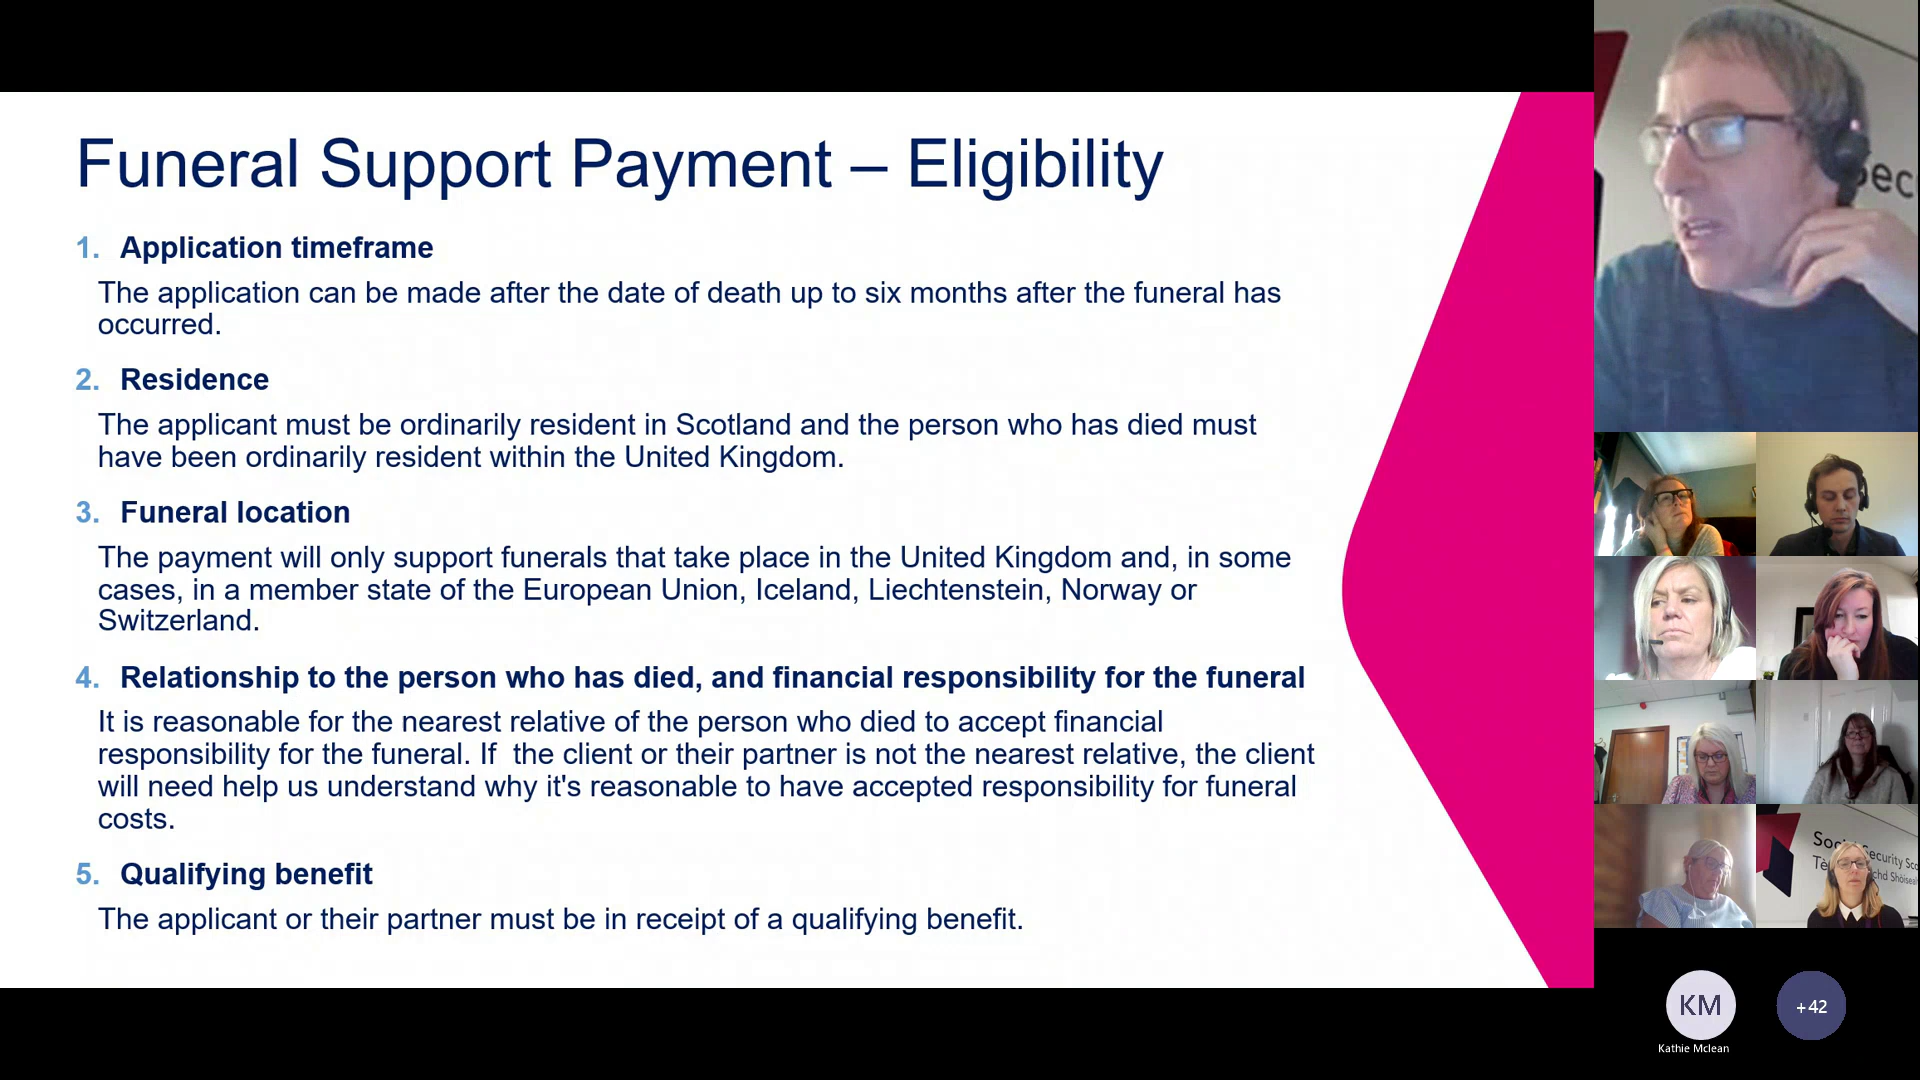 Funeral Support Payment – Eligibility
1. Application timeframe
The application can be made after the date of death up to six months after the funeral has
occurred.
2. Residence
The applicant must be ordinarily resident in Scotland and the person who has died must
have been ordinarily resident within the United Kingdom.
3. Funeral location
The payment will only support funerals that take place in the United Kingdom and, in some
cases, in a member state of the European Union, Iceland, Liechtenstein, Norway or
Switzerland.
4. Relationship to the person who has died, and financial responsibility for the funeral
It is reasonable for the nearest relative of the person who died to accept financial
responsibility for the funeral. If  the client or their partner is not the nearest relative, the client
will need help us understand why it's reasonable to have accepted responsibility for funeral
costs.
5. Qualifying benefit
The applicant or their partner must be in receipt of a qualifying benefit.
Sec
Soc Security Sco
Tè chd Shòiseal
KM
+42
Kathie Mclean